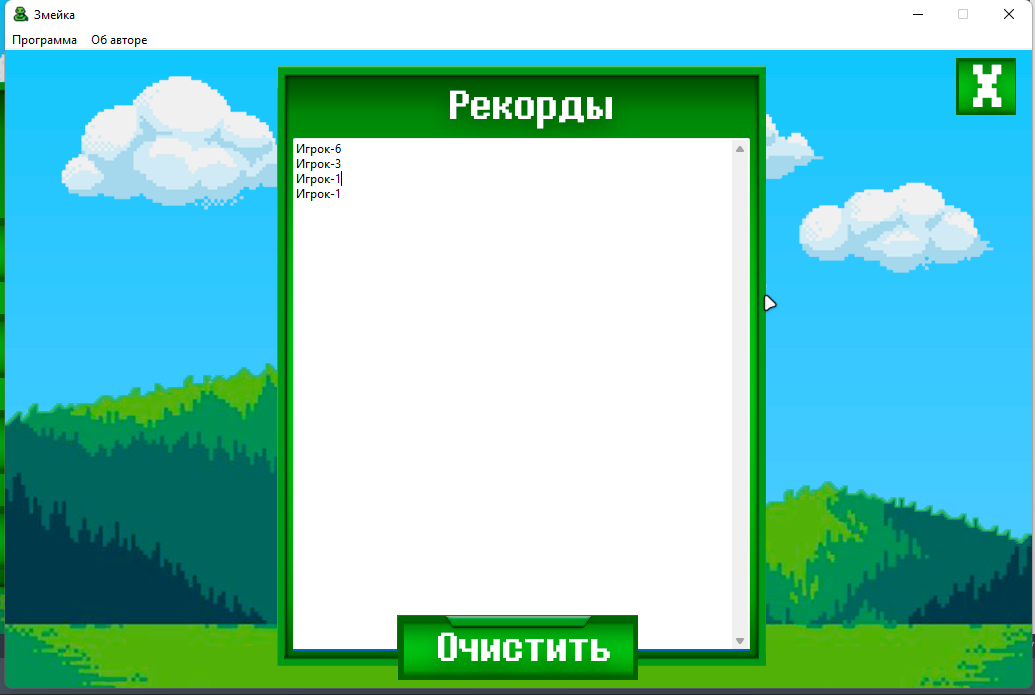 Змейка
Программа Об авторе
X
Рекорды
Игрок-6
Игрок-3
Игрок-1
Игрок-1
Очистить